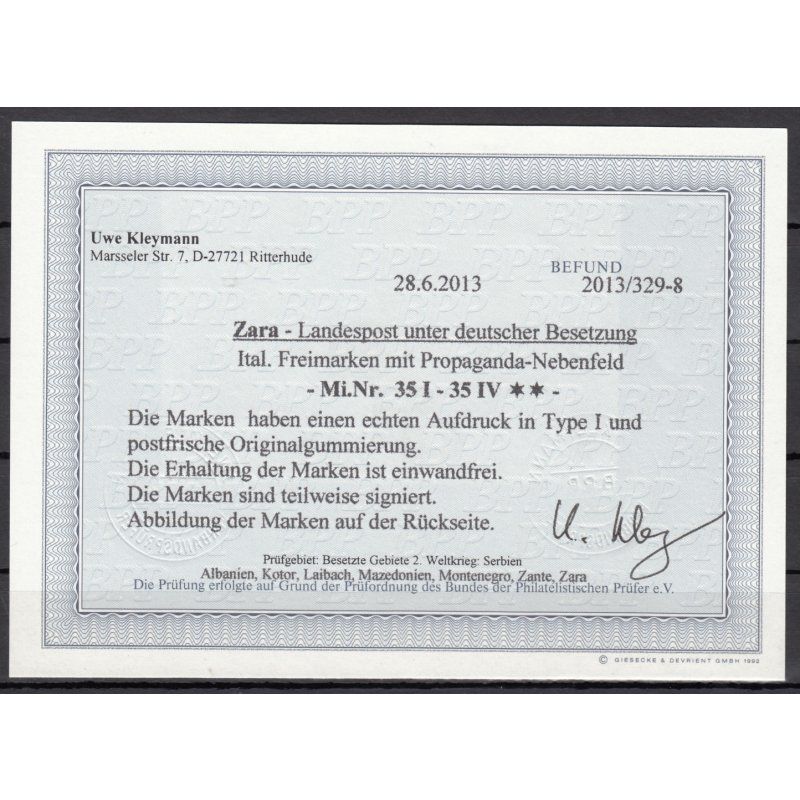 Uwe Kleymann
Marsseler Str. 7, D-27721 Ritterhude
BEFUND
28.6.2013 2013/329-8
Zara - Landespost unter deutscher Besetzung
Ital. Freimarken mit Propaganda-Nebenfeld
- Mi.Nr. 35 I - 35 IV ✶✶ -
Die Marken haben einen echten Aufdruck in Type I und
postfrische Originalgummierung.
Die Erhaltung der Marken ist einwandfrei.
Die Marken sind teilweise signiert.
Abbildung der Marken auf der Rückseite.
Prüfgebiet: Besetzte Gebiete 2. Weltkrieg: Serbien
Albanien, Kotor, Laibach, Mazedonien, Montenegro, Zante, Zara
Die Prüfung erfolgte auf Grund der Prüfordnung des Bundes der Philatelistischen Prüfer e.V.
© GIESECKE & DEVRIENT GMBH 1992